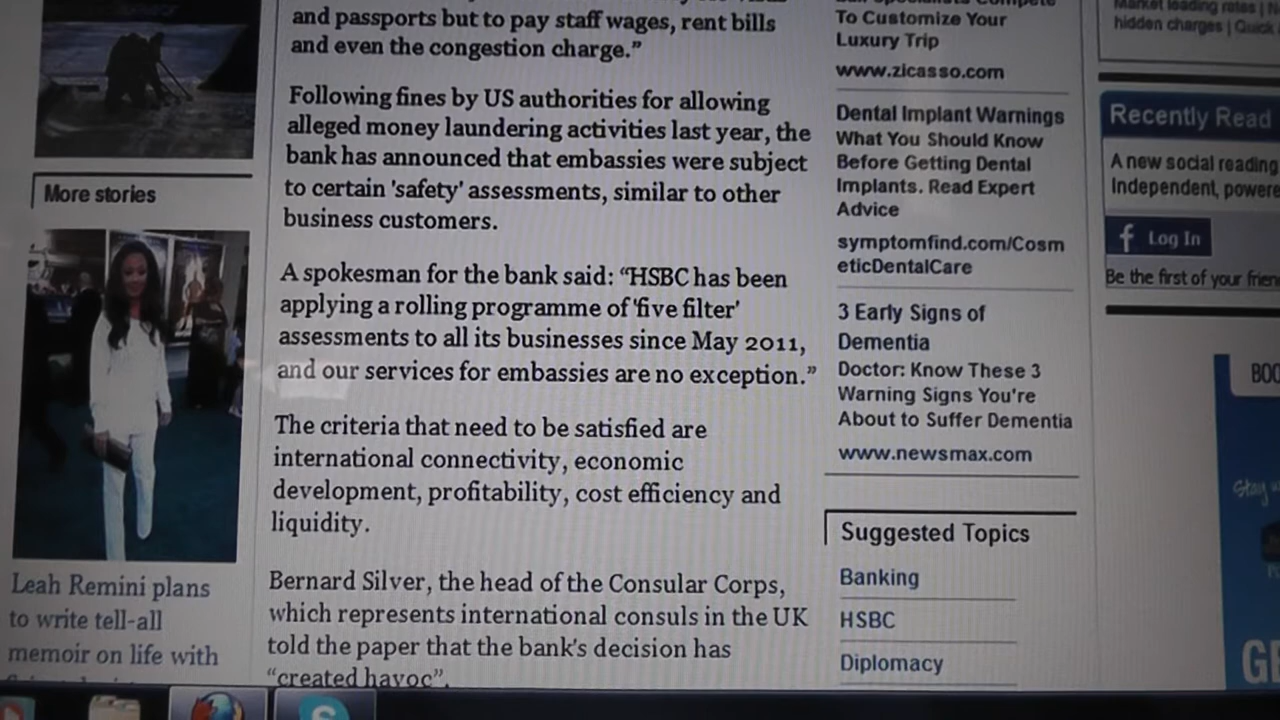 and passports but to pay staff wages, rent bills
and even the congestion charge.”
Following fines by US authorities for allowing
alleged money laundering activities last year, the
bank has announced that embassies were subject
to certain 'safety' assessments, similar to other
business customers.
A spokesman for the bank said: “HSBC has been
applying a rolling programme of 'five filter'
assessments to all its businesses since May 2011,
and our services for embassies are no exception.”
The criteria that need to be satisfied are
international connectivity, economic
development, profitability, cost efficiency and
liquidity.
Bernard Silver, the head of the Consular Corps,
which represents international consuls in the UK
told the paper that the bank's decision has
“created havoc”.
More stories
Leah Remini plans
to write tell-all
memoir on life with
To Customize Your
Luxury Trip
www.zicasso.com
Dental Implant Warnings
What You Should Know
Before Getting Dental
Implants. Read Expert
Advice
symptomfind.com/Cosm
eticDentalCare
3 Early Signs of
Dementia
Doctor: Know These 3
Warning Signs You're
About to Suffer Dementia
www.newsmax.com
Suggested Topics
Banking
HSBC
Diplomacy
Market leading rates | N
hidden charges | Quick
Recently Read
A new social reading
Independent, powere
f Log In
Be the first of your frien
BOO
Stay
GE